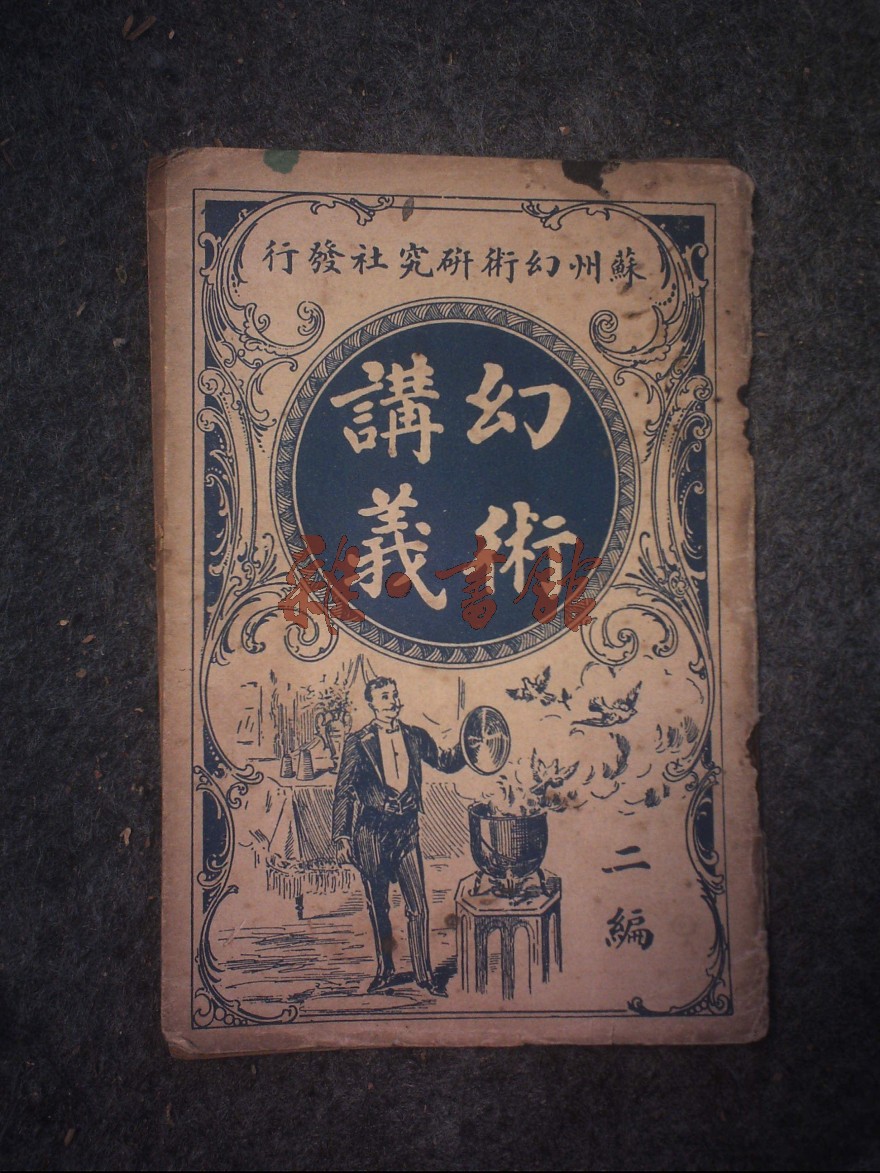 蘇州幻術研究社發行
幻術
講義
二編
雜·書館